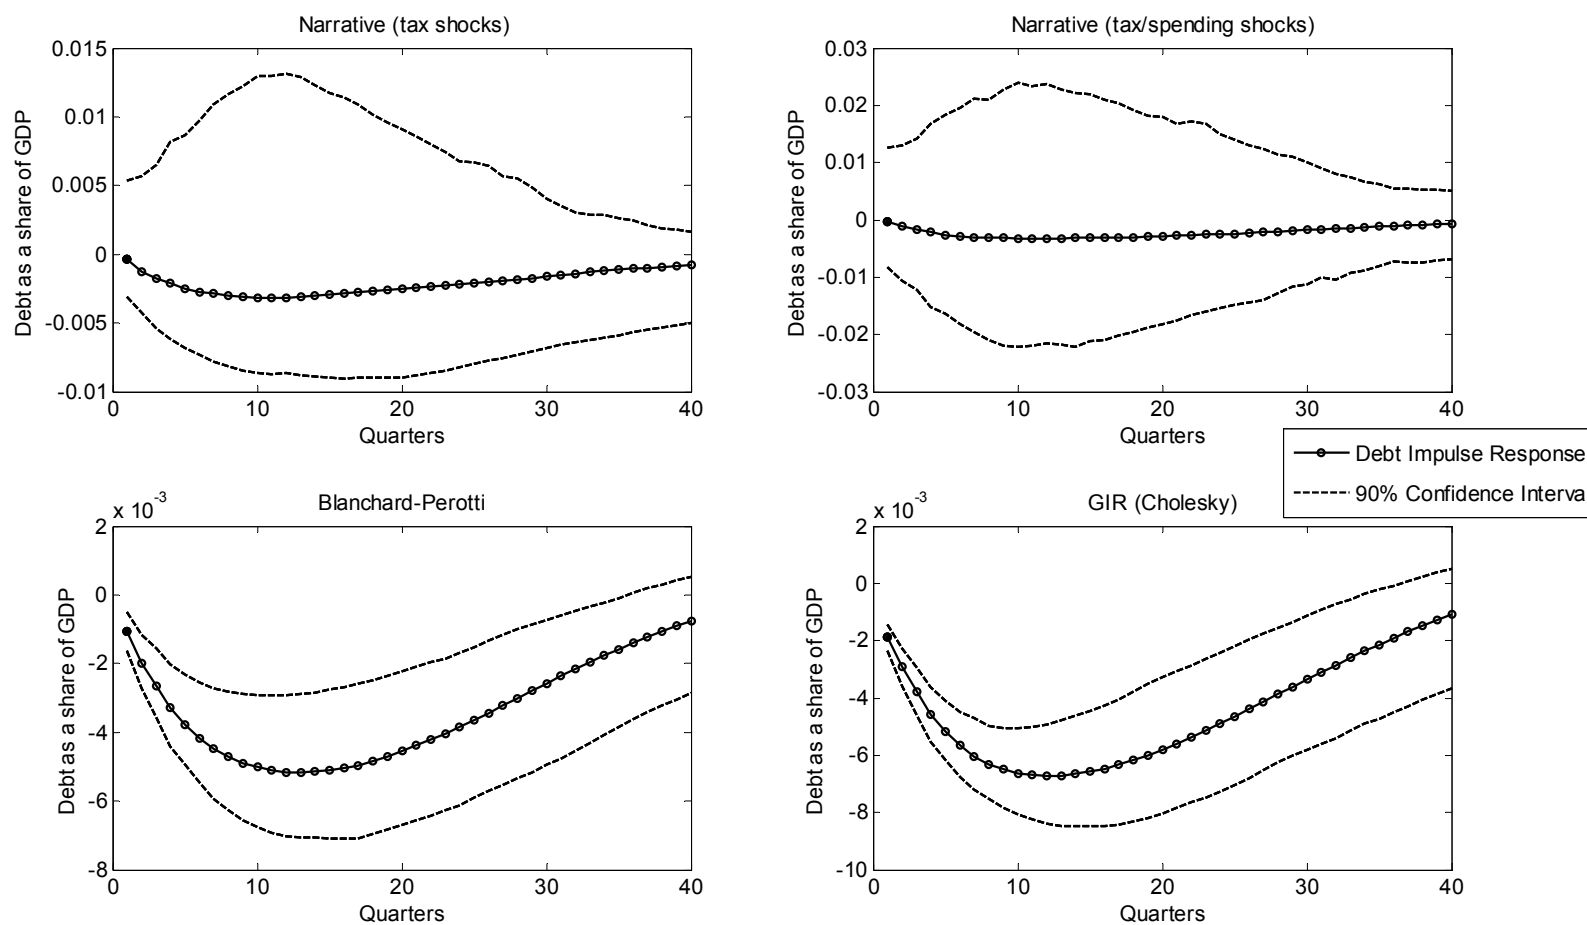 Narrative (tax shocks)
0.015
0.01
0.005
0
-0.005
-0.01
Debt as a share of GDP
0 10 20 30 40
Quarters
Narrative (tax/spending shocks)
0.03
0.02
0.01
0
-0.01
-0.02
-0.03
Debt as a share of GDP
0 10 20 30 40
Quarters
Debt Impulse Response
90% Confidence Interva
Blanchard-Perotti
x 10-3
2
0
-2
-4
-6
-8
Debt as a share of GDP
0 10 20 30 40
Quarters
GIR (Cholesky)
x 10-3
2
0
-2
-4
-6
-8
-10
Debt as a share of GDP
0 10 20 30 40
Quarters